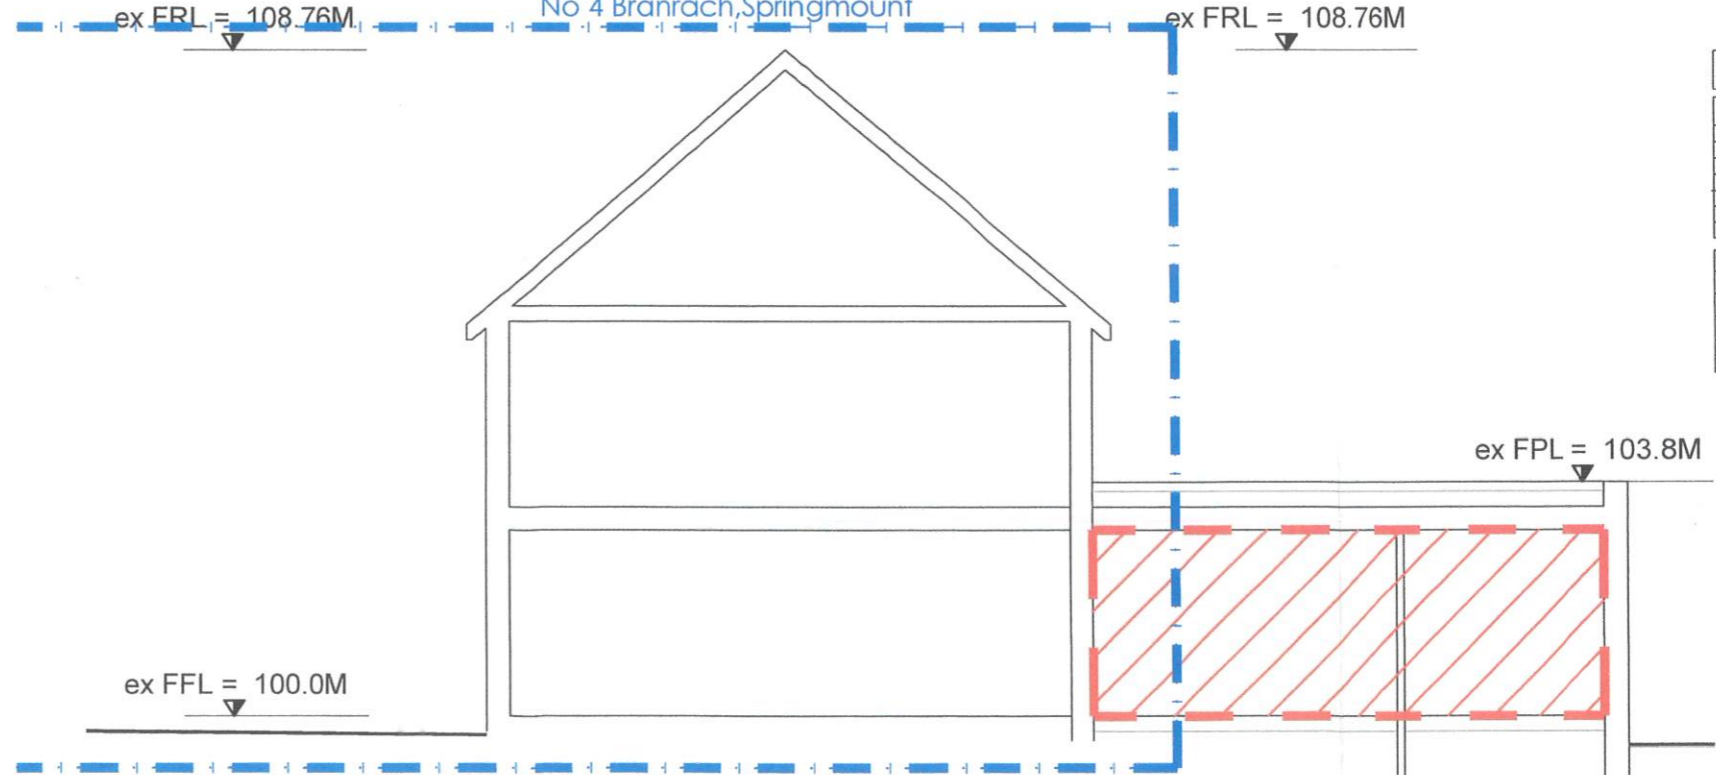 No 4 Branrach,Springmount
ex FRL = 108.76M
ex FRL = 108.76M
ex FPL = 103.8M
ex FFL = 100.0M